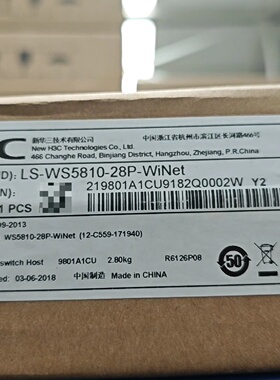 C 新华三技术有限公司 中国浙江省杭州市滨江区长河路466号
New H3C Technologies Co., Ltd.
466 Changhe Road, Binjiang District, Hangzhou, Zhejiang, P.R.China
D): LS-WS5810-28P-WiNet
N): 219801A1CU9182Q0002W Y2
1 PCS
99-2013
WS5810-28P-WiNet (12-C559-171940)
switch Host 9801A1CU 2.80kg R6126P08
ed: 03-06-2018 中国制造 Made in CHINA
50